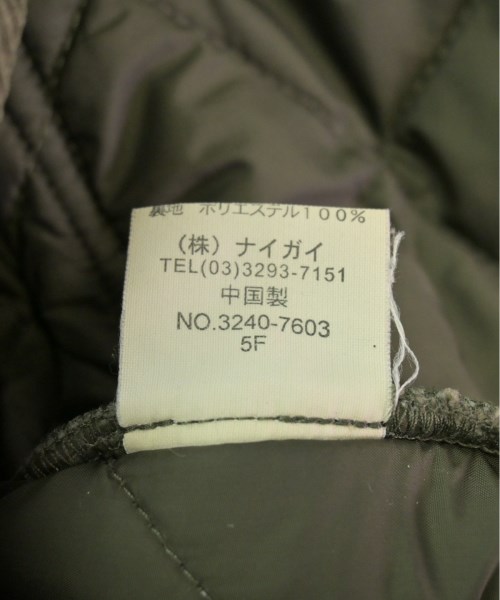 裏地 ポリエステル100%
(株) ナイガイ
TEL(03)3293-7151
中国製
NO.3240-7603
5F